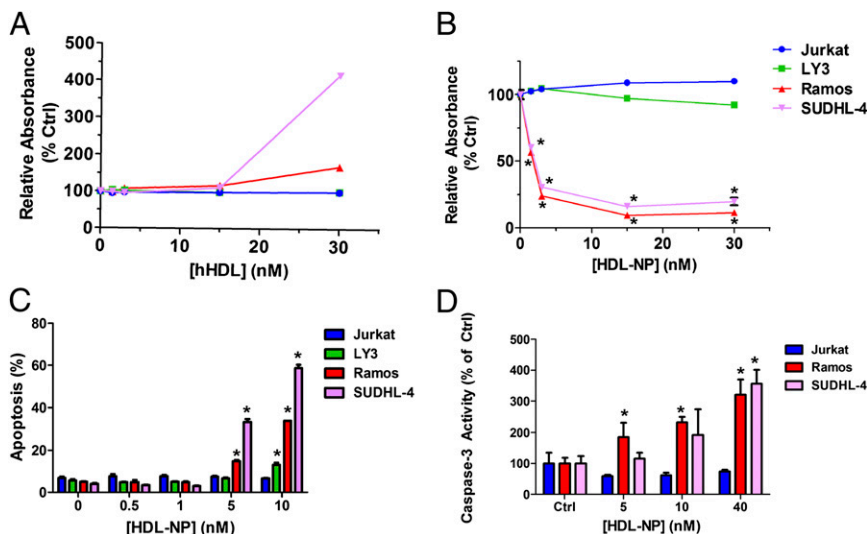 A
Relative Absorbance
(% Ctrl)
500
400
300
200
100
0
0
10
20
30
[hHDL] (nM)
B
Relative Absorbance
(% Ctrl)
100
50
0
0
10
20
30
[HDL-NP] (nM)
* * * * * * * *
Jurkat
LY3
Ramos
SUDHL-4
C
Apoptosis (%)
80
60
40
20
0
0
0.5
1
5
10
[HDL-NP] (nM)
* * * * *
Jurkat
LY3
Ramos
SUDHL-4
D
Caspase-3 Activity (% of Ctrl)
500
400
300
200
100
0
Ctrl
5
10
40
[HDL-NP] (nM)
* * * *
Jurkat
Ramos
SUDHL-4